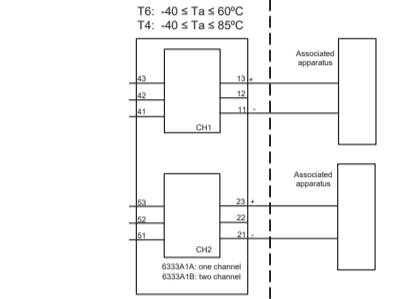 T6: -40 ≤ Ta ≤ 60ºC
T4: -40 ≤ Ta ≤ 85ºC
Associated
apparatus
43
13 +
42
12
41
11 -
CH1
Associated
apparatus
53
23 +
52
22
51
21 -
CH2
6333A1A: one channel
6333A1B: two channel